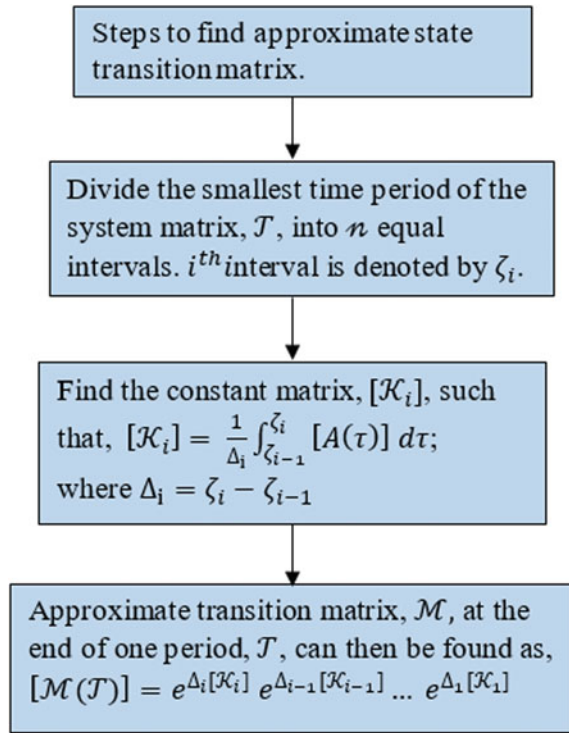 Steps to find approximate state
transition matrix.
Divide the smallest time period of the
system matrix, 𝒯, into 𝓃 equal
intervals. 𝑖ᵗʰinterval is denoted by ζᵢ.
Find the constant matrix, [𝒦ᵢ], such
that, [𝒦ᵢ] = 1/Δᵢ ∫_{ζᵢ₋₁}^{ζᵢ} [𝐴(𝜏)] 𝑑𝜏;
where Δᵢ = ζᵢ − ζᵢ₋₁
Approximate transition matrix, ℳ, at the
end of one period, 𝒯, can then be found as,
[ℳ(𝒯)] = 𝑒^{Δᵢ[𝒦ᵢ]} 𝑒^{Δᵢ₋₁[𝒦ᵢ₋₁]} … 𝑒^{Δ₁[𝒦₁]}